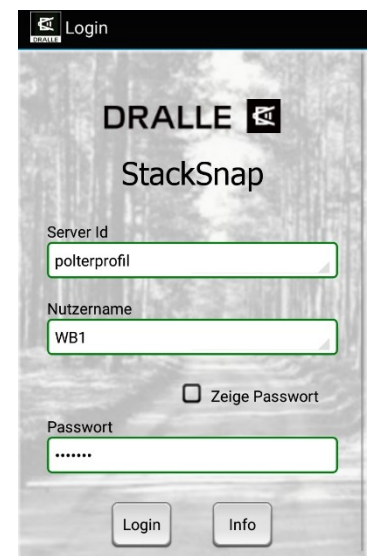 DRALLE
Login
DRALLE
StackSnap
Server Id
polterprofil
Nutzername
WB1
Zeige Passwort
Passwort
•••••••
Login
Info